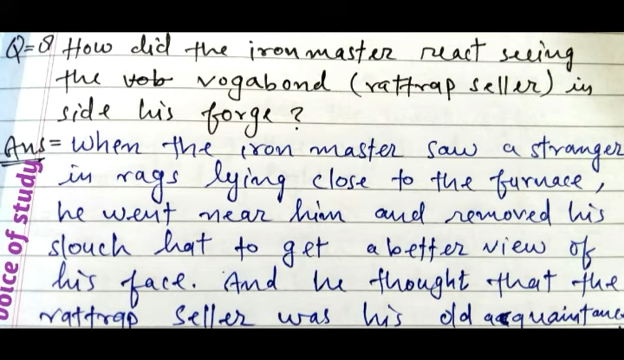 Q=8 How did the iron master react seeing
the vob vogabond (rattrap seller) in
side his forge ?
Ans = When the iron master saw a stranger
in rags lying close to the furnace,
he went near him and removed his
slouch hat to get a better view of
his face. And he thought that the
rattrap seller was his old acquaintance
voice of study